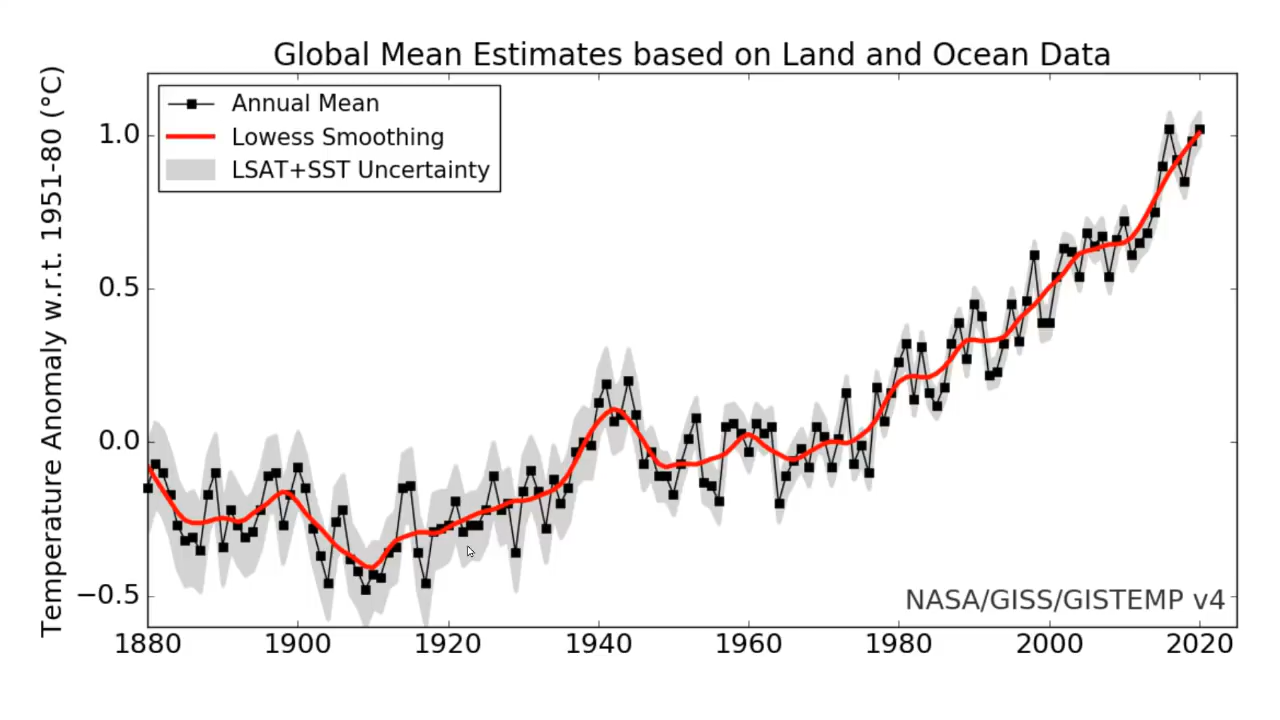 Global Mean Estimates based on Land and Ocean Data
Temperature Anomaly w.r.t. 1951-80 (°C)
Annual Mean
Lowess Smoothing
LSAT+SST Uncertainty
1.0
0.5
0.0
−0.5
NASA/GISS/GISTEMP v4
1880 1900 1920 1940 1960 1980 2000 2020